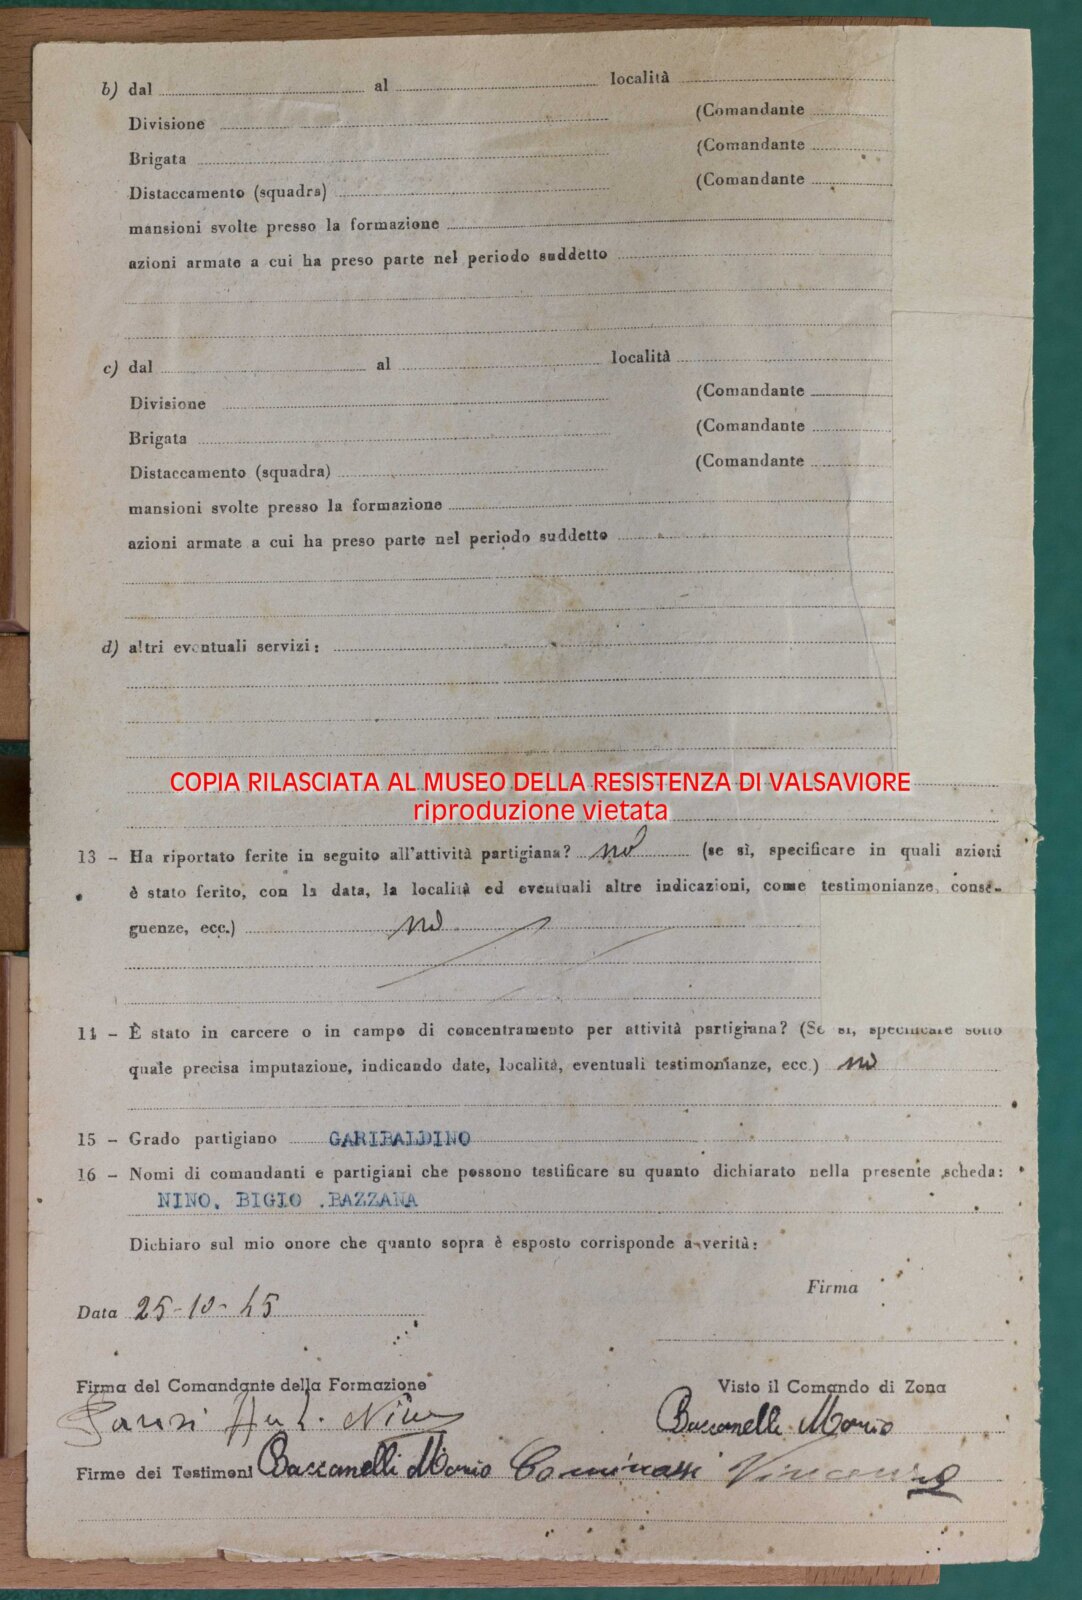 b) dal al località
Divisione (Comandante
Brigata (Comandante
Distaccamento (squadra) (Comandante
mansioni svolte presso la formazione
azioni armate a cui ha preso parte nel periodo suddetto
c) dal al località
Divisione (Comandante
Brigata (Comandante
Distaccamento (squadra) (Comandante
mansioni svolte presso la formazione
azioni armate a cui ha preso parte nel periodo suddetto
d) altri eventuali servizi:
COPIA RILASCIATA AL MUSEO DELLA RESISTENZA DI VALSAVIORE
riproduzione vietata
13 - Ha riportato ferite in seguito all'attività partigiana? no (se sì, specificare in quali azioni
è stato ferito, con la data, la località ed eventuali altre indicazioni, come testimonianze, conse-
guenze, ecc.) no
14 - È stato in carcere o in campo di concentramento per attività partigiana? (Se sì, specificare sotto
quale precisa imputazione, indicando date, località, eventuali testimonianze, ecc.) no
15 - Grado partigiano GARIBALDINO
16 - Nomi di comandanti e partigiani che possono testificare su quanto dichiarato nella presente scheda:
NINO. BIGIO .BAZZANA
Dichiaro sul mio onore che quanto sopra è esposto corrisponde a verità:
Firma
Data 25-10-45
Firma del Comandante della Formazione Visto il Comando di Zona
Nino Baccanelli Mario
Firme dei Testimoni Baccanelli Mario Cominassi Vincenzo